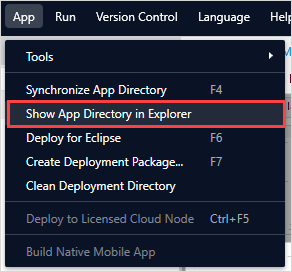 App Run Version Control Language Hel
Tools
Synchronize App Directory F4
Show App Directory in Explorer
Deploy for Eclipse F6
Create Deployment Package... F7
Clean Deployment Directory
Deploy to Licensed Cloud Node Ctrl+F5
Build Native Mobile App